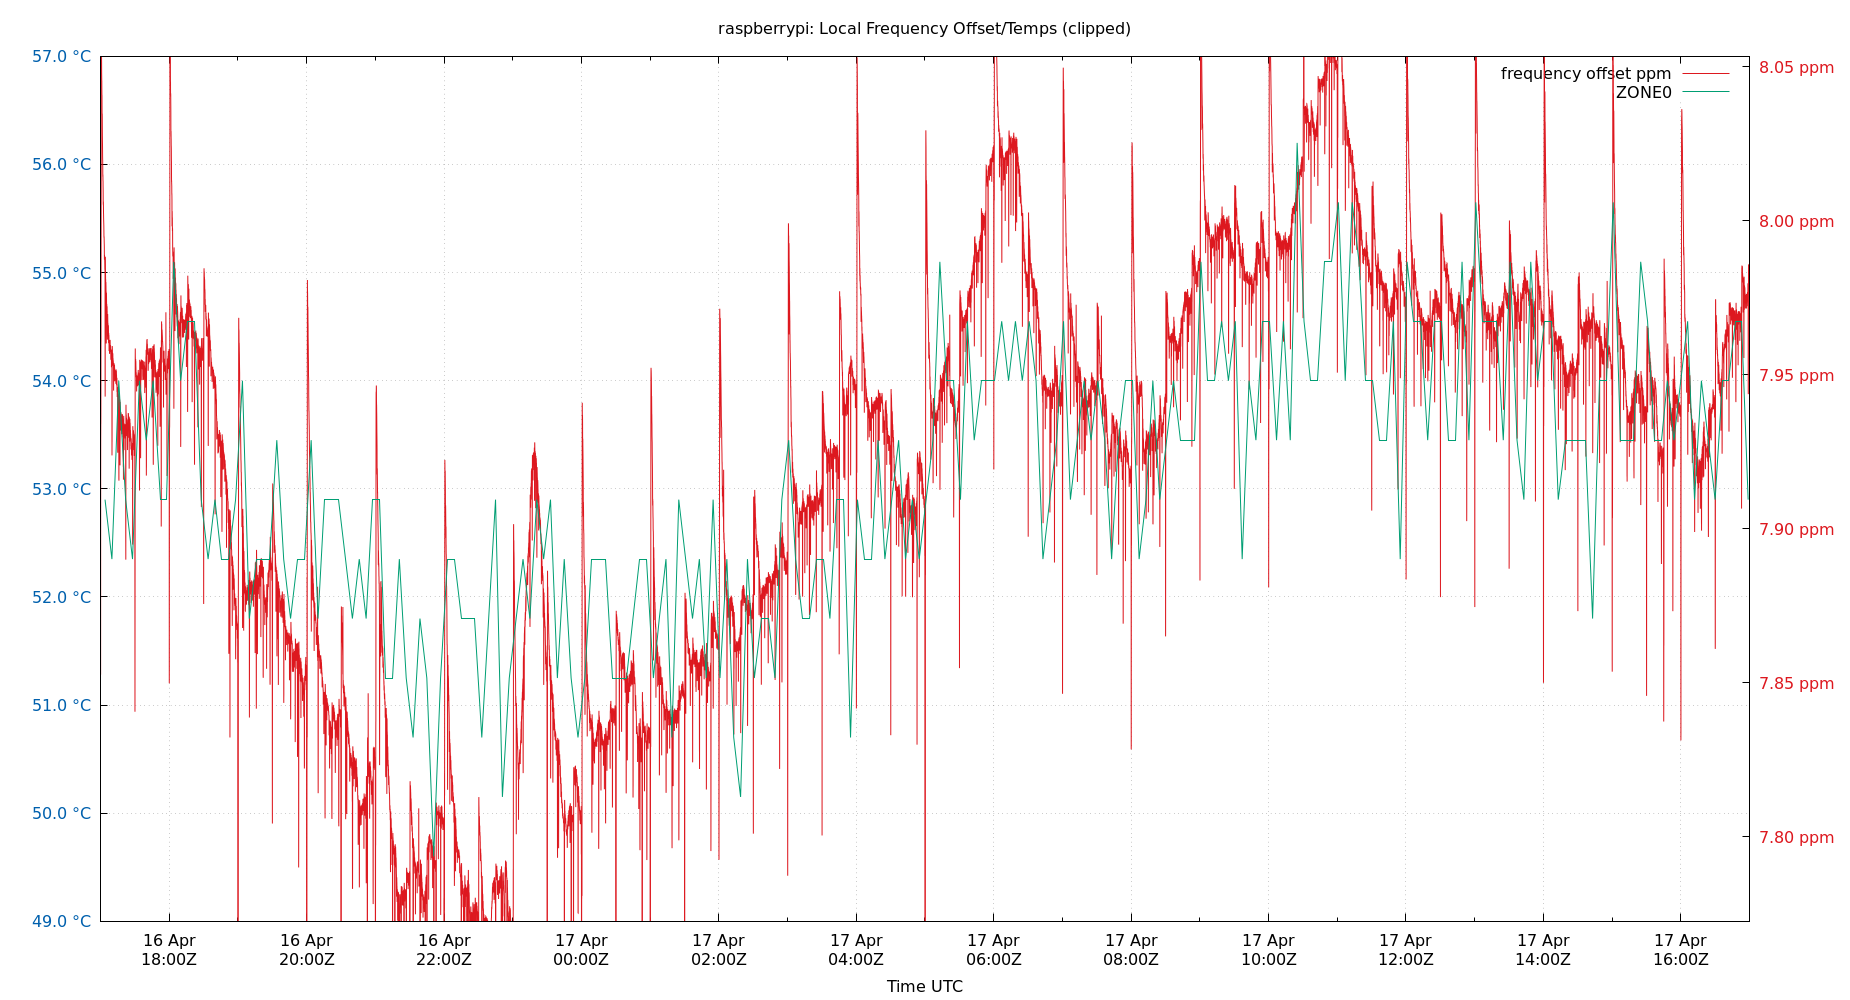 raspberrypi: Local Frequency Offset/Temps (clipped)
57.0 °C
56.0 °C
55.0 °C
54.0 °C
53.0 °C
52.0 °C
51.0 °C
50.0 °C
49.0 °C
frequency offset ppm
ZONE0
8.05 ppm
8.00 ppm
7.95 ppm
7.90 ppm
7.85 ppm
7.80 ppm
16 Apr 16 Apr 16 Apr 17 Apr 17 Apr 17 Apr 17 Apr 17 Apr 17 Apr 17 Apr 17 Apr 17 Apr
18:00Z 20:00Z 22:00Z 00:00Z 02:00Z 04:00Z 06:00Z 08:00Z 10:00Z 12:00Z 14:00Z 16:00Z
Time UTC